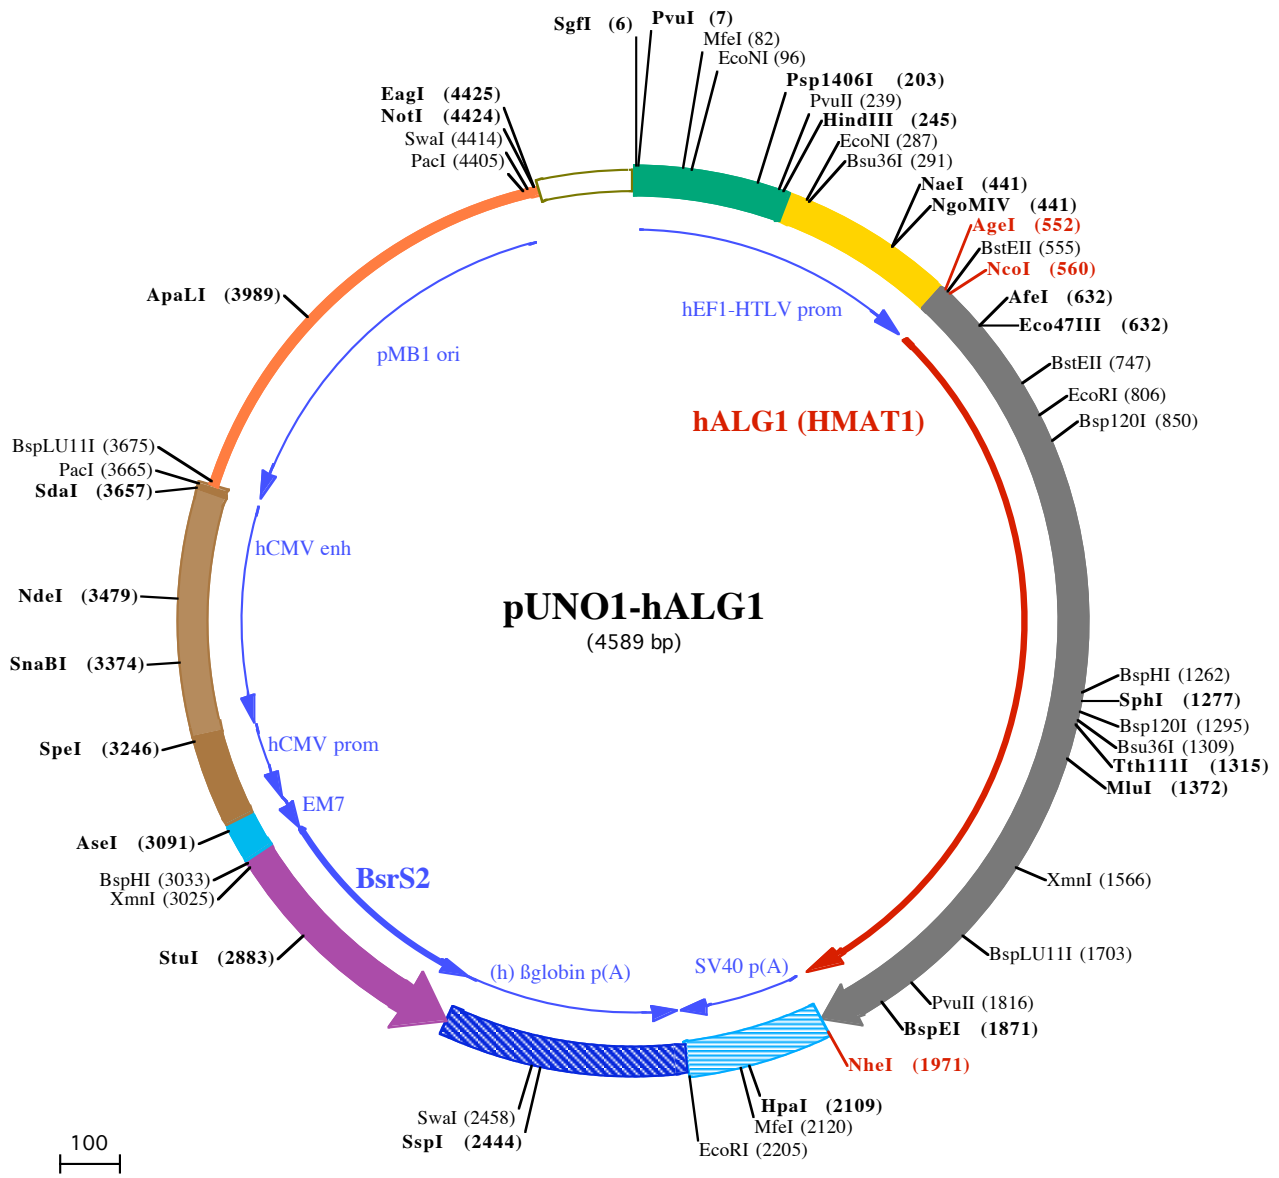 SgfI (6)
PvuI (7)
MfeI (82)
EcoNI (96)
Psp1406I (203)
PvuII (239)
HindIII (245)
EcoNI (287)
Bsu36I (291)
NaeI (441)
NgoMIV (441)
AgeI (552)
BstEII (555)
NcoI (560)
AfeI (632)
Eco47III (632)
BstEII (747)
EcoRI (806)
Bsp120I (850)
BspHI (1262)
SphI (1277)
Bsp120I (1295)
Bsu36I (1309)
Tth111I (1315)
MluI (1372)
XmnI (1566)
BspLU11I (1703)
PvuII (1816)
BspEI (1871)
NheI (1971)
HpaI (2109)
MfeI (2120)
EcoRI (2205)
SspI (2444)
SwaI (2458)
StuI (2883)
XmnI (3025)
BspHI (3033)
AseI (3091)
SpeI (3246)
SnaBI (3374)
NdeI (3479)
SdaI (3657)
PacI (3665)
BspLU11I (3675)
ApaLI (3989)
PacI (4405)
SwaI (4414)
NotI (4424)
EagI (4425)
hEF1-HTLV prom
hALG1 (HMAT1)
SV40 p(A)
(h) ßglobin p(A)
BsrS2
EM7
hCMV prom
hCMV enh
pMB1 ori
pUNO1-hALG1
(4589 bp)
100